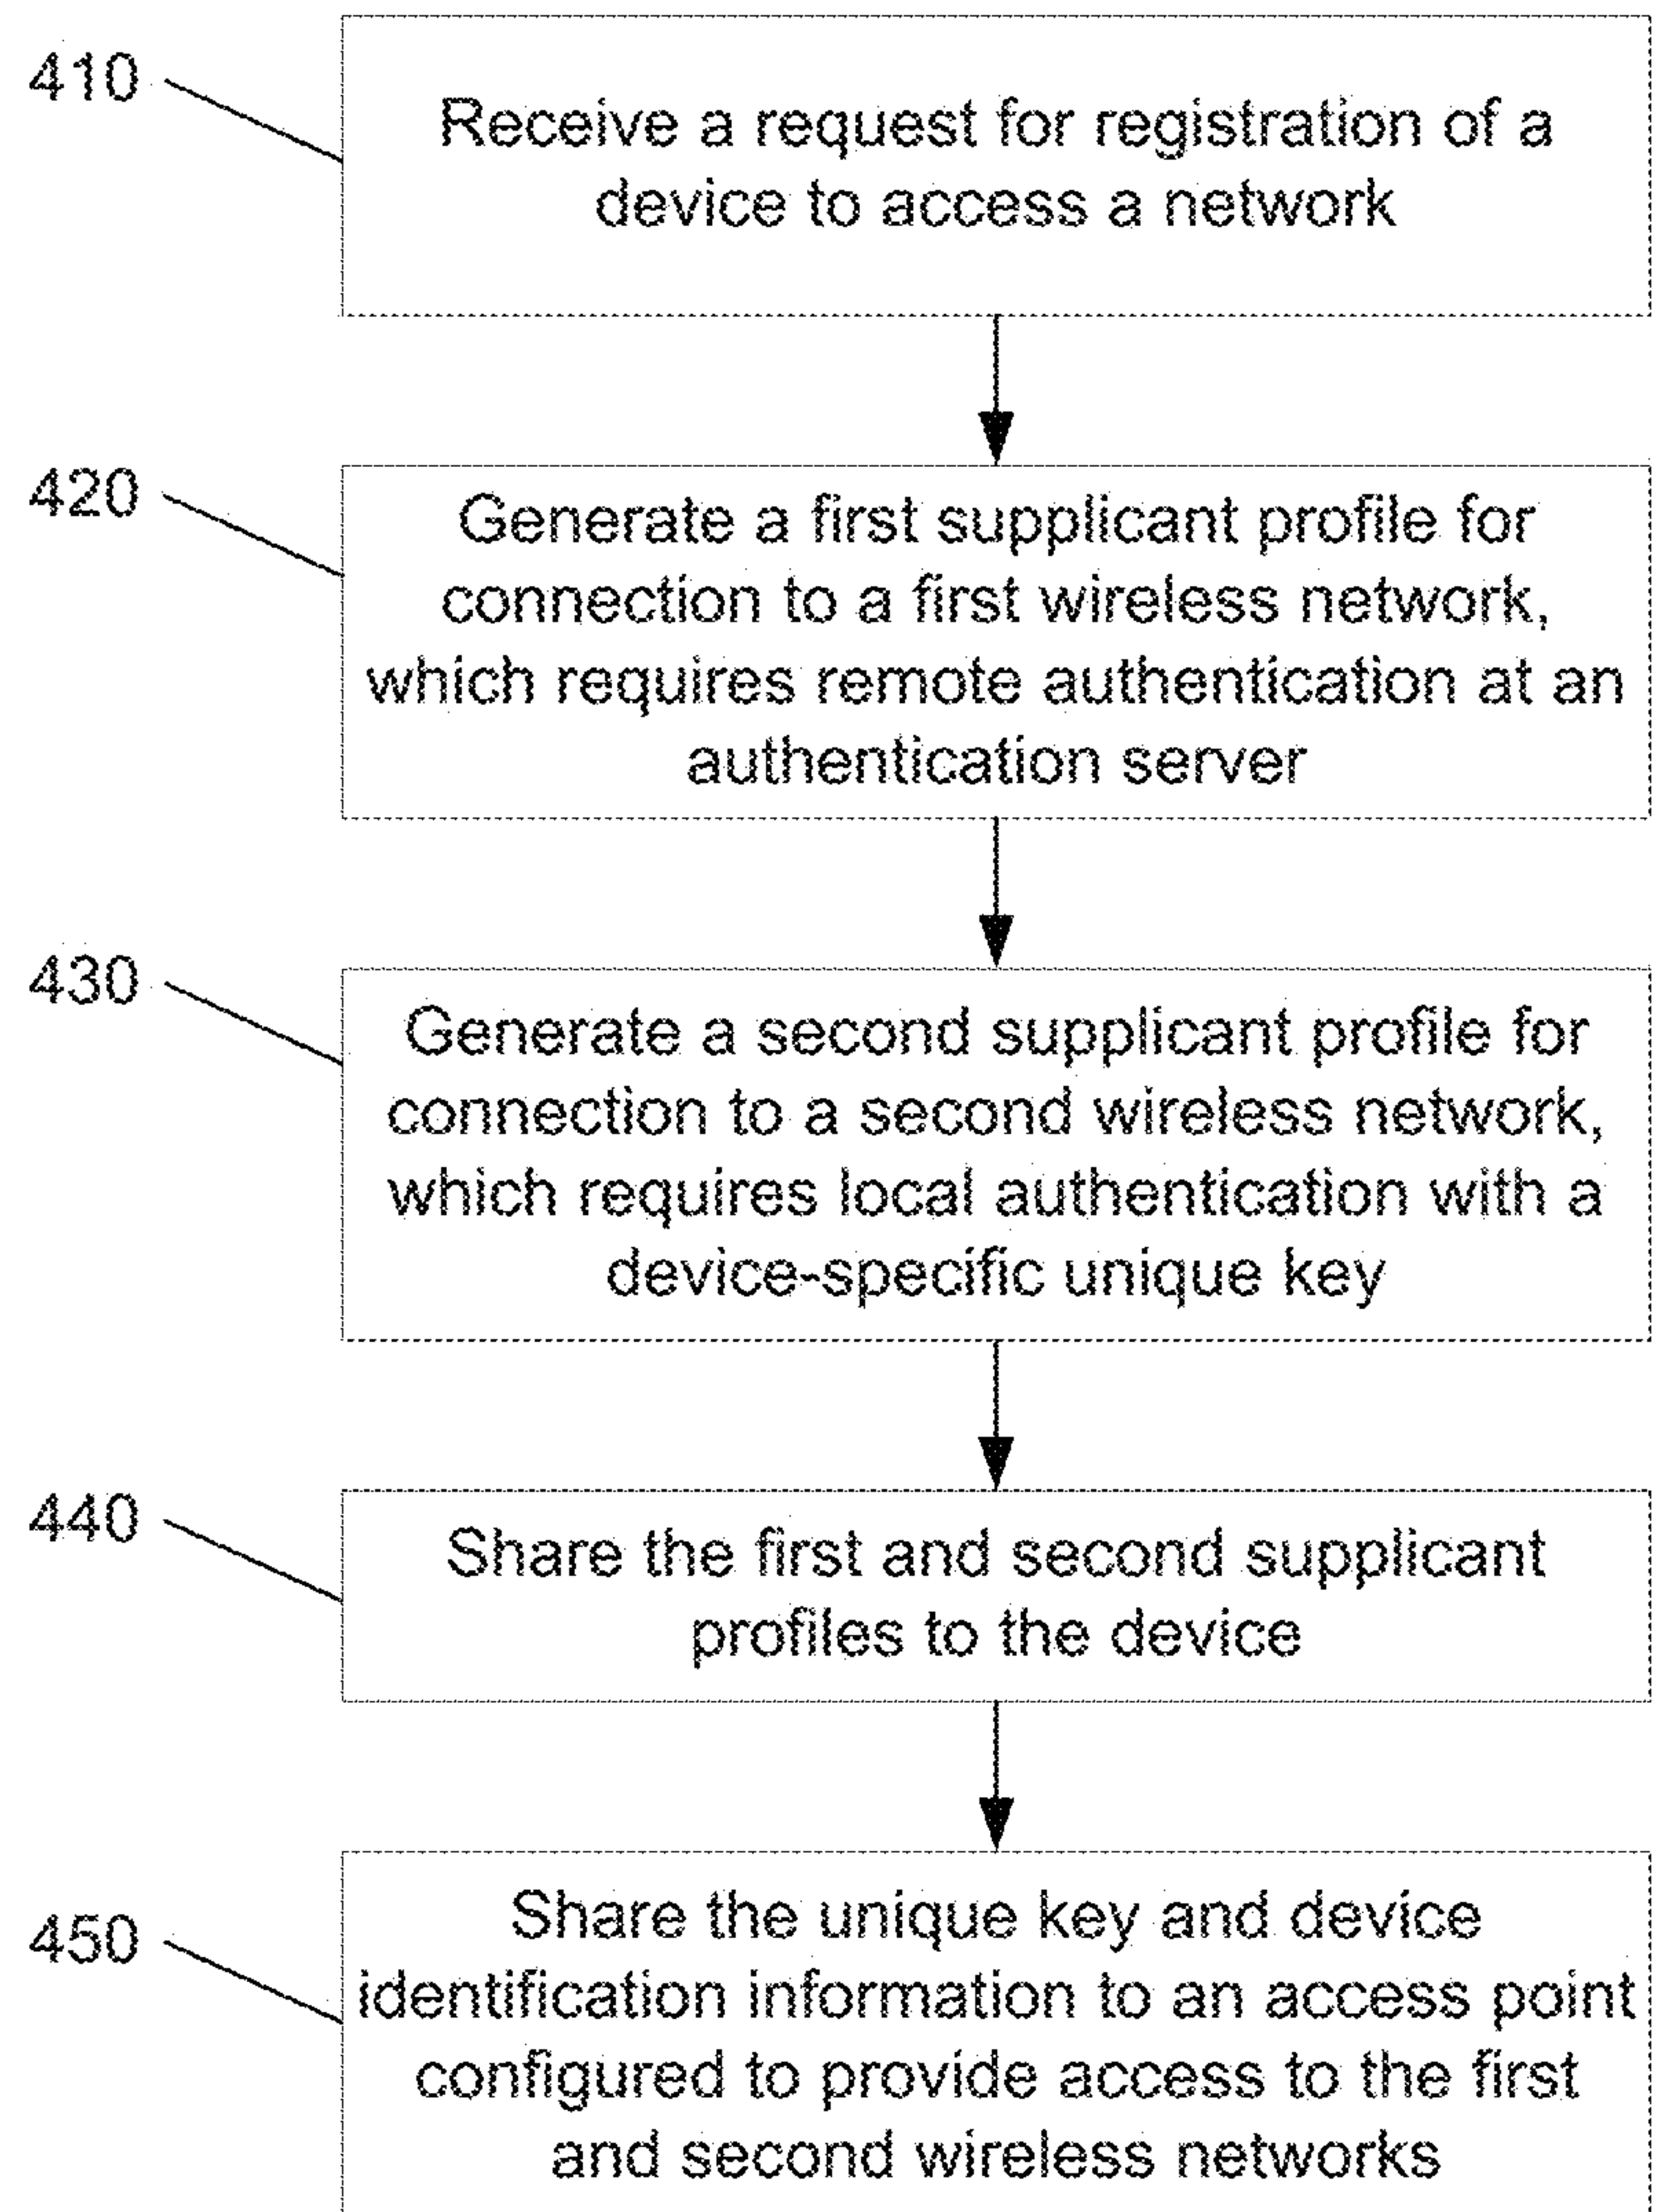 410
Receive a request for registration of a
device to access a network
420
Generate a first supplicant profile for
connection to a first wireless network,
which requires remote authentication at an
authentication server
430
Generate a second supplicant profile for
connection to a second wireless network,
which requires local authentication with a
device-specific unique key
440
Share the first and second supplicant
profiles to the device
450
Share the unique key and device
identification information to an access point
configured to provide access to the first
and second wireless networks